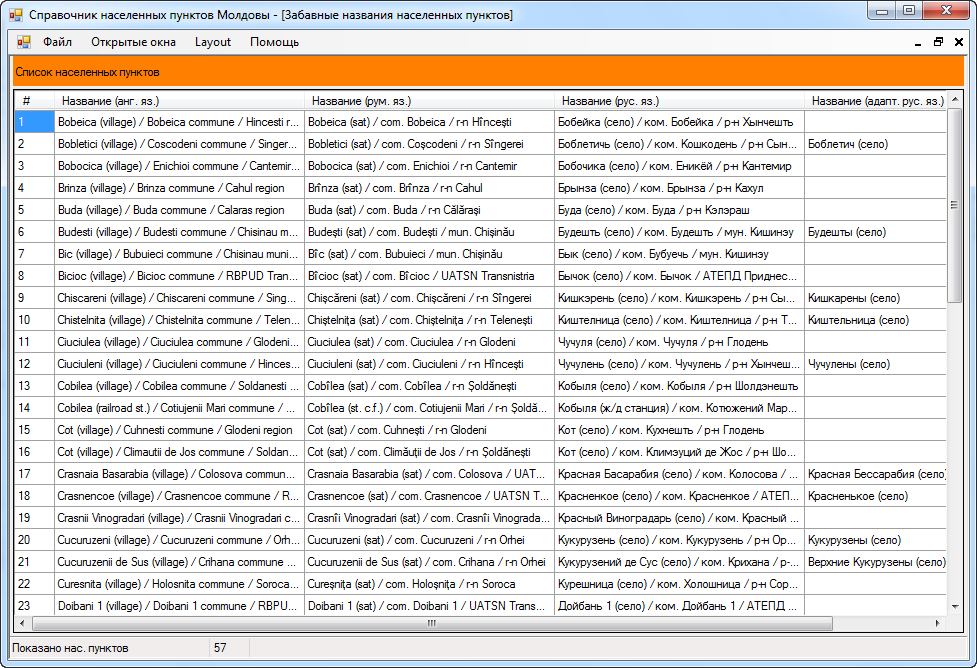 Справочник населенных пунктов Молдовы - [Забавные названия населенных пунктов]
Файл Открытые окна Layout Помощь
Список населенных пунктов
# Название (анг. яз.) Название (рум. яз.) Название (рус. яз.) Название (адапт. рус. яз.)
1 Bobeica (village) / Bobeica commune / Hincesti r... Bobeica (sat) / com. Bobeica / r-n Hîncești Бобейка (село) / ком. Бобейка / р-н Хынчешть
2 Bobletici (village) / Coscodeni commune / Singer... Bobletici (sat) / com. Coșcodeni / r-n Sîngerei Боблетичь (село) / ком. Кошкодень / р-н Сын... Боблетич (село)
3 Bobocica (village) / Enichioi commune / Cantemir... Bobocica (sat) / com. Enichioi / r-n Cantemir Бобочика (село) / ком. Еникёй / р-н Кантемир
4 Brinza (village) / Brinza commune / Cahul region Brînza (sat) / com. Brînza / r-n Cahul Брынза (село) / ком. Брынза / р-н Кахул
5 Buda (village) / Buda commune / Calaras region Buda (sat) / com. Buda / r-n Călărași Буда (село) / ком. Буда / р-н Кэлэраш
6 Budesti (village) / Budesti commune / Chisinau m... Budești (sat) / com. Budești / mun. Chișinău Будешть (село) / ком. Будешть / мун. Кишинэу Будешты (село)
7 Bic (village) / Bubuieci commune / Chisinau muni... Bîc (sat) / com. Bubuieci / mun. Chișinău Бык (село) / ком. Бубуечь / мун. Кишинэу
8 Bicioc (village) / Bicioc commune / RBPUD Tran... Bîcioc (sat) / com. Bîcioc / UATSN Transnistria Бычок (село) / ком. Бычок / АТЕПД Приднес...
9 Chiscareni (village) / Chiscareni commune / Sing... Chișcăreni (sat) / com. Chișcăreni / r-n Sîngerei Кишкэрень (село) / ком. Кишкэрень / р-н Сы... Кишкарены (село)
10 Chistelnita (village) / Chistelnita commune / Telen... Chiștelnița (sat) / com. Chiștelnița / r-n Telenești Киштелница (село) / ком. Киштелница / р-н Т... Киштельница (село)
11 Ciuciulea (village) / Ciuciulea commune / Glodeni... Ciuciulea (sat) / com. Ciuciulea / r-n Glodeni Чучуля (село) / ком. Чучуля / р-н Глодень
12 Ciuciuleni (village) / Ciuciuleni commune / Hinces... Ciuciuleni (sat) / com. Ciuciuleni / r-n Hîncești Чучулень (село) / ком. Чучулень / р-н Хынчеш... Чучулены (село)
13 Cobilea (village) / Cobilea commune / Soldanesti ... Cobîlea (sat) / com. Cobîlea / r-n Șoldănești Кобыля (село) / ком. Кобыля / р-н Шолдэнешть
14 Cobilea (railroad st.) / Cotiujenii Mari commune / ... Cobîlea (st. c.f.) / com. Cotiujenii Mari / r-n Șoldă... Кобыля (ж/д станция) / ком. Котюжений Мар...
15 Cot (village) / Cuhnesti commune / Glodeni region Cot (sat) / com. Cuhnești / r-n Glodeni Кот (село) / ком. Кухнешть / р-н Глодень
16 Cot (village) / Climautii de Jos commune / Soldan... Cot (sat) / com. Climăuții de Jos / r-n Șoldănești Кот (село) / ком. Климэуций де Жос / р-н Шо...
17 Crasnaia Basarabia (village) / Colosova commun... Crasnaia Basarabia (sat) / com. Colosova / UAT... Красная Басарабия (село) / ком. Колосова / ... Красная Бессарабия (село)
18 Crasnencoe (village) / Crasnencoe commune / R... Crasnencoe (sat) / com. Crasnencoe / UATSN T... Красненкое (село) / ком. Красненкое / АТЕП... Красненькое (село)
19 Crasnii Vinogradari (village) / Crasnii Vinogradari c... Crasnîi Vinogradari (sat) / com. Crasnîi Vinograda... Красный Виноградарь (село) / ком. Красный ...
20 Cucuruzeni (village) / Cucuruzeni commune / Orh... Cucuruzeni (sat) / com. Cucuruzeni / r-n Orhei Кукурузень (село) / ком. Кукурузень / р-н Ор... Кукурузены (село)
21 Cucuruzenii de Sus (village) / Crihana commune ... Cucuruzenii de Sus (sat) / com. Crihana / r-n Orhei Кукурузений де Сус (село) / ком. Крихана / р-... Верхние Кукурузены (село)
22 Curesnita (village) / Holosnita commune / Soroca... Cureșnița (sat) / com. Holoșnița / r-n Soroca Курешница (село) / ком. Холошница / р-н Сор...
23 Doibani 1 (village) / Doibani 1 commune / RBPU... Doibani 1 (sat) / com. Doibani 1 / UATSN Trans... Дойбань 1 (село) / ком. Дойбань 1 / АТЕПД ...
Показано нас. пунктов 57